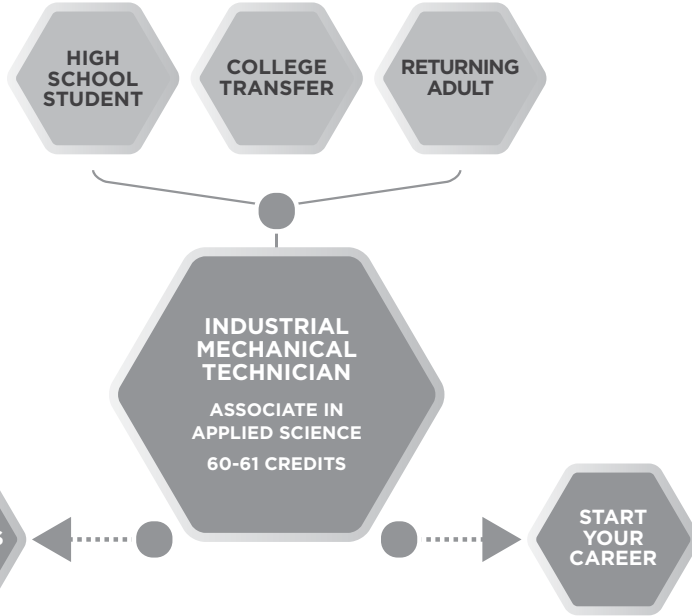 HIGH
SCHOOL
STUDENT
COLLEGE
TRANSFER
RETURNING
ADULT
INDUSTRIAL
MECHANICAL
TECHNICIAN
ASSOCIATE IN
APPLIED SCIENCE
60-61 CREDITS
START
YOUR
CAREER